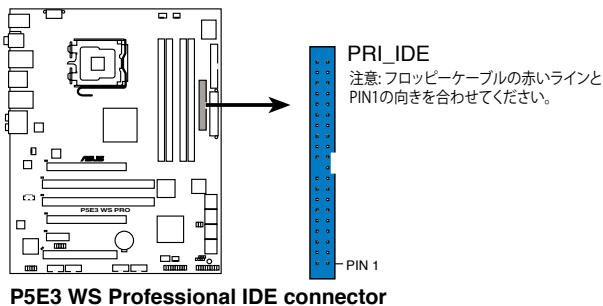 PRI_IDE
注意: フロッピーケーブルの赤いラインと
PIN1の向きを合わせてください。
ASUS
P5E3 WS PRO
PIN 1
P5E3 WS Professional IDE connector